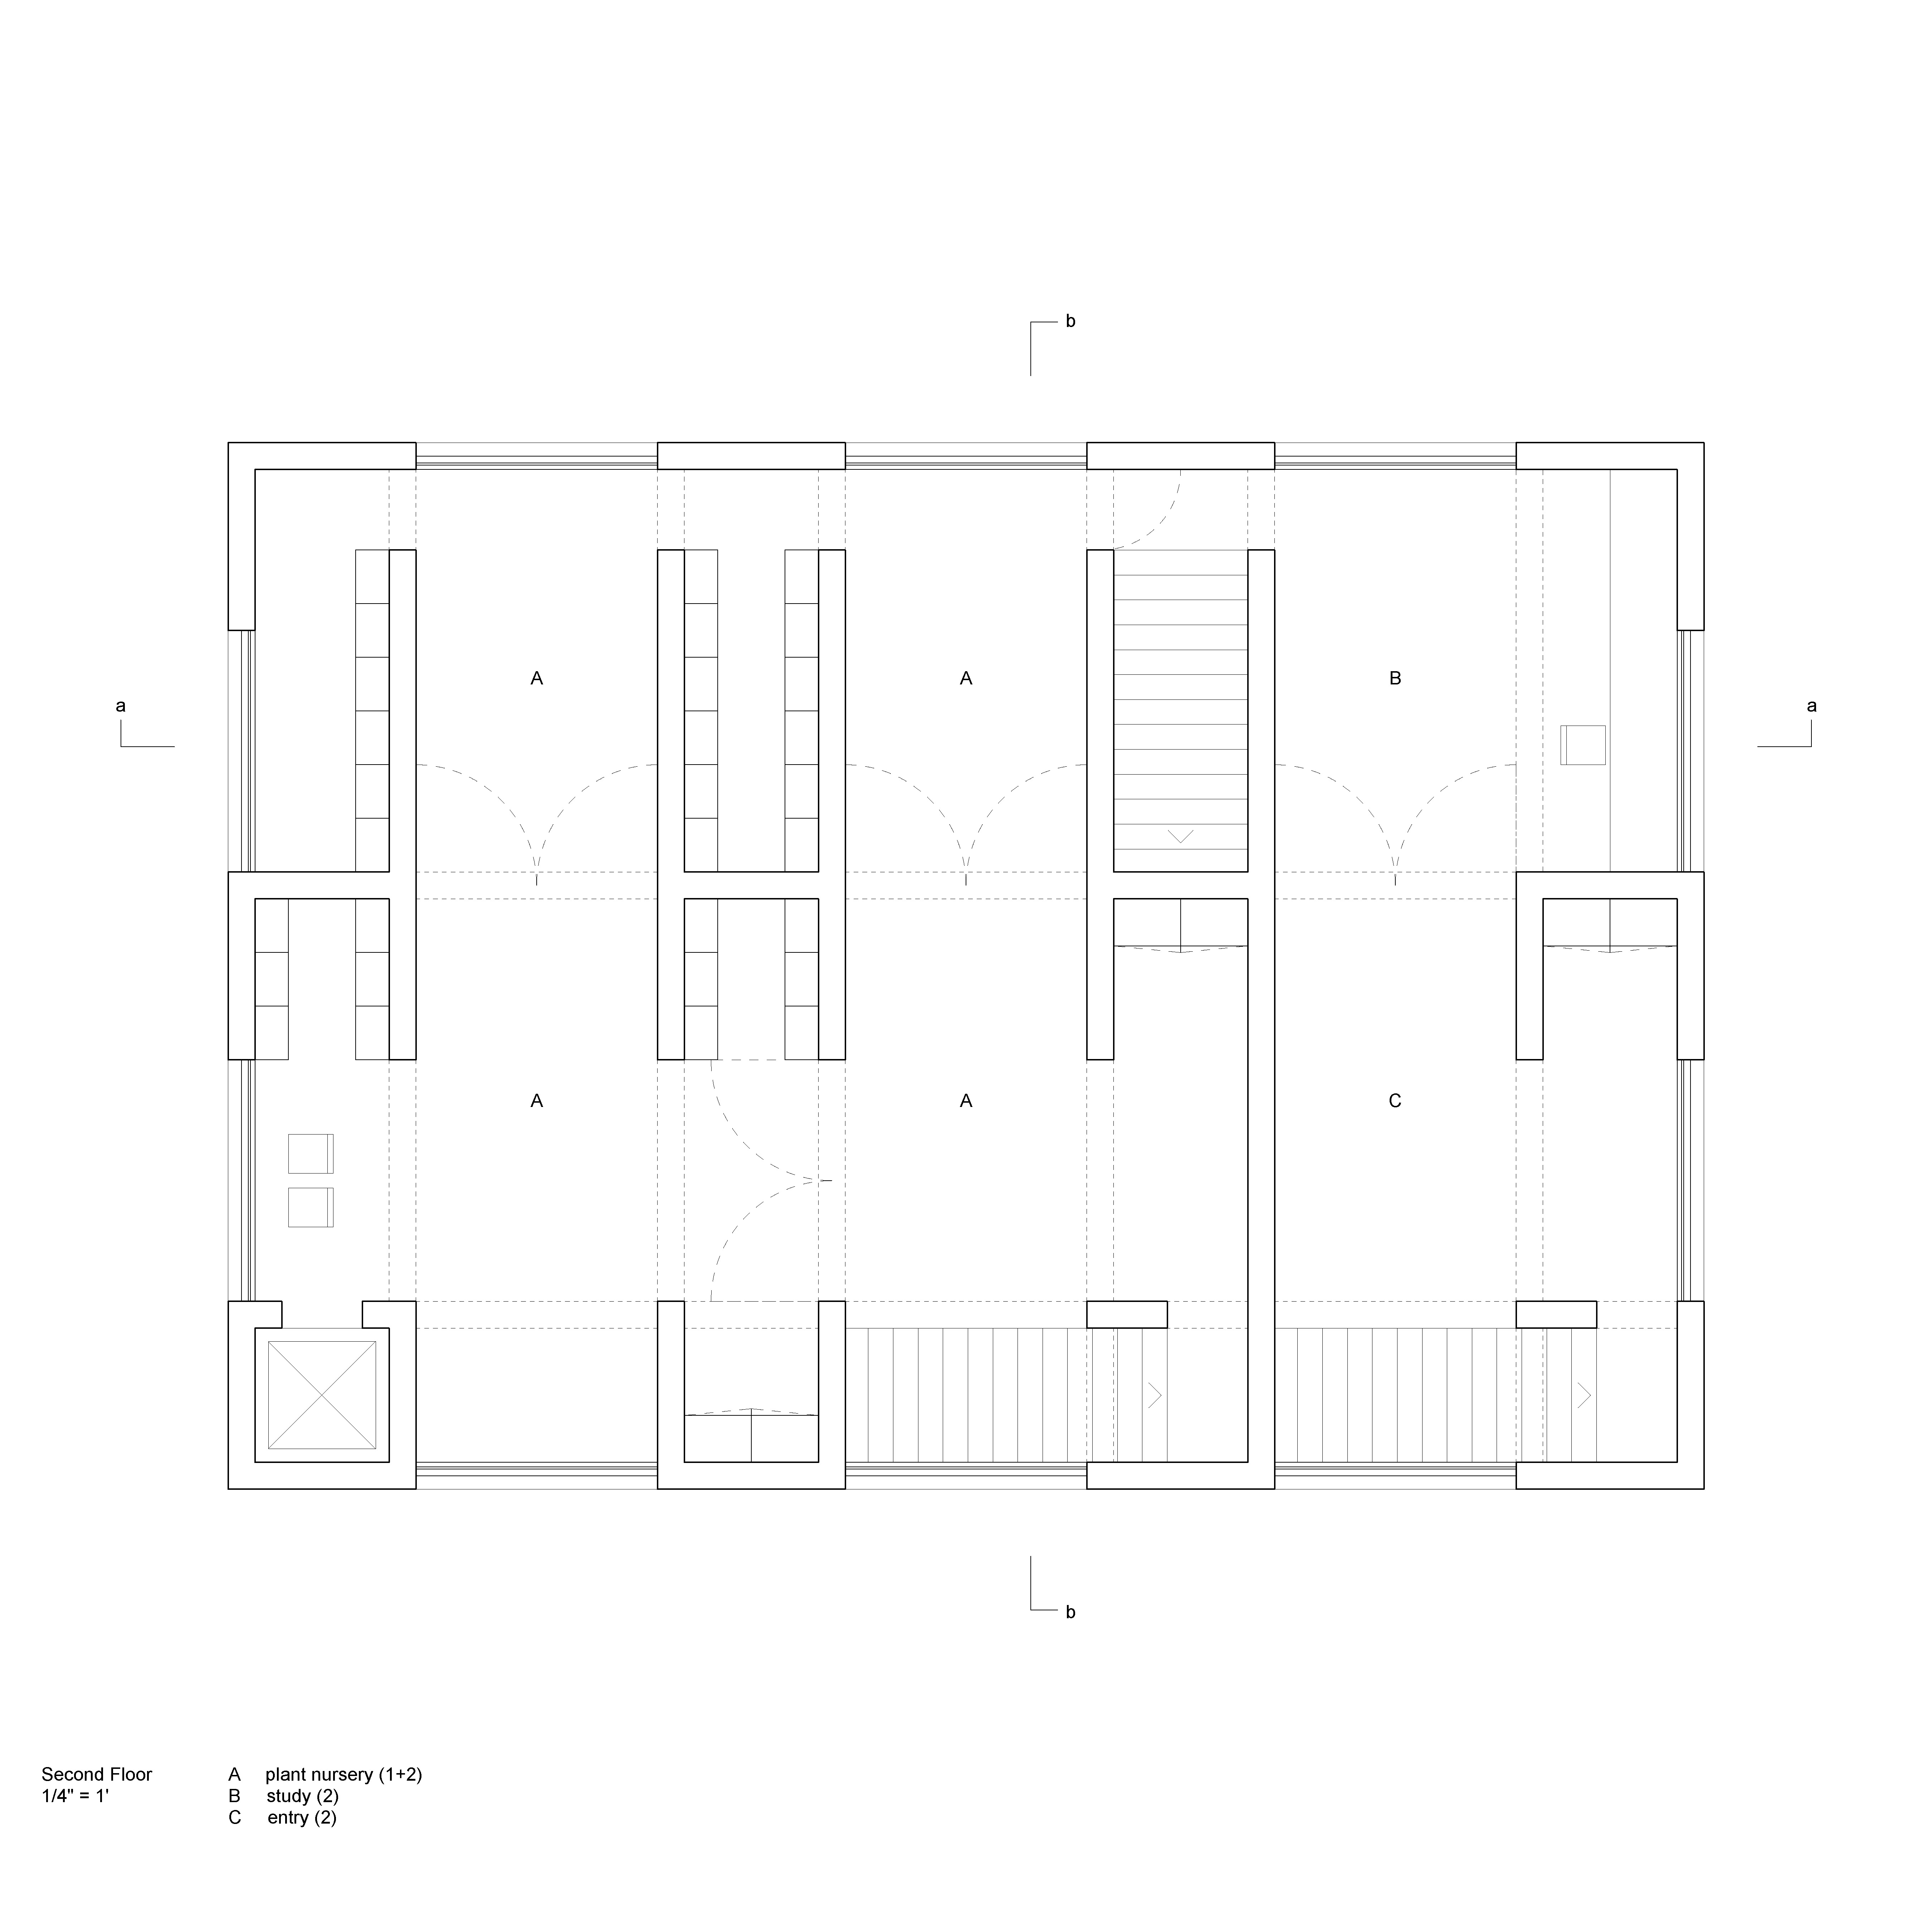 b
a
a
A
A
B
A
A
C
b
Second Floor
1/4" = 1'
A plant nursery (1+2)
B study (2)
C entry (2)